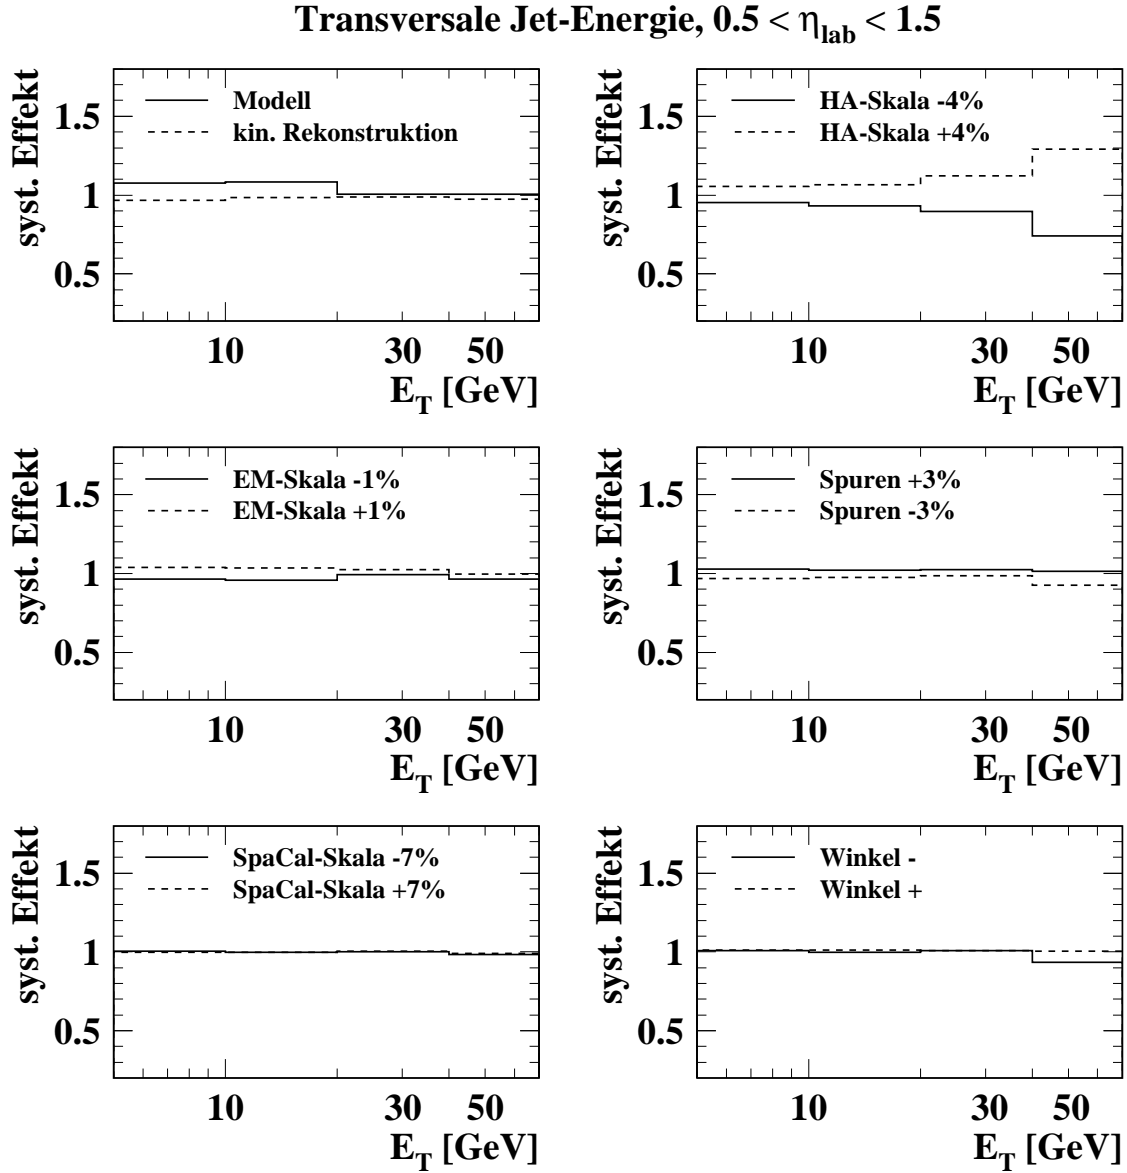 Transversale Jet-Energie, 0.5 < η_lab < 1.5
syst. Effekt
1.5
1
0.5
Modell
kin. Rekonstruktion
10 30 50
E_T [GeV]
syst. Effekt
1.5
1
0.5
HA-Skala -4%
HA-Skala +4%
10 30 50
E_T [GeV]
syst. Effekt
1.5
1
0.5
EM-Skala -1%
EM-Skala +1%
10 30 50
E_T [GeV]
syst. Effekt
1.5
1
0.5
Spuren +3%
Spuren -3%
10 30 50
E_T [GeV]
syst. Effekt
1.5
1
0.5
SpaCal-Skala -7%
SpaCal-Skala +7%
10 30 50
E_T [GeV]
syst. Effekt
1.5
1
0.5
Winkel -
Winkel +
10 30 50
E_T [GeV]